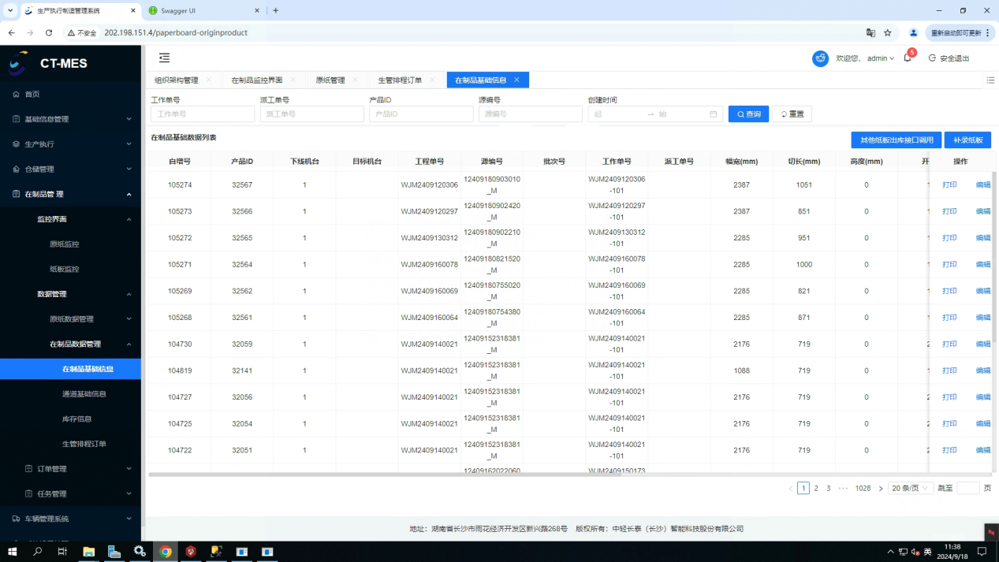 生产执行制造管理系统
Swagger UI
不安全
202.198.151.4/paperboard-originproduct
重新启动即可更新
CT-MES
欢迎您, admin
5
安全退出
组织架构管理
在制品监控界面
原纸管理
生管排程订单
在制品基础信息
首页
基础信息管理
生产执行
仓储管理
在制品管 理
监控界面
原纸监控
纸板监控
数据管理
原纸数据管理
在制品数据管理
在制品基础信息
通道基础信息
库存信息
生管排程订单
订单管理
任务管理
车辆管理系统
工作单号 派工单号 产品ID 源编号 创建时间
工作单号 派工单号 产品ID 源编号 起 始 查询 重置
在制品基础数据列表
其他纸板出库接口调用 补录纸板
自增号 产品ID 下线机台 目标机台 工程单号 源编号 批次号 工作单号 派工单号 幅宽(mm) 切长(mm) 高度(mm) 开 操作
105274 32567 1 WJM2409120306 12409180903010_M WJM2409120306-101 2387 1051 0 打印 编辑
105273 32566 1 WJM2409120297 12409180902420_M WJM2409120297-101 2387 851 0 打印 编辑
105272 32565 1 WJM2409130312 12409180902210_M WJM2409130312-101 2285 951 0 打印 编辑
105271 32564 1 WJM2409160078 12409180821520_M WJM2409160078-101 2285 1000 0 打印 编辑
105269 32562 1 WJM2409160069 12409180755020_M WJM2409160069-101 2285 821 0 打印 编辑
105268 32561 1 WJM2409160064 12409180754380_M WJM2409160064-101 2285 871 0 打印 编辑
104730 32059 1 WJM2409140021 12409152318381_M WJM2409140021-101 2176 719 0 打印 编辑
104819 32141 1 WJM2409140021 12409152318381_M WJM2409140021-101 1088 719 0 打印 编辑
104727 32056 1 WJM2409140021 12409152318381_M WJM2409140021-101 2176 719 0 打印 编辑
104725 32054 1 WJM2409140021 12409152318381_M WJM2409140021-101 2176 719 0 打印 编辑
104722 32051 1 WJM2409140021 12409152318381_M WJM2409140021-101 2176 719 0 打印 编辑
12409162022060 WJM2409150173
1 2 3 ··· 1028 20 条/页 跳至 页
地址：湖南省长沙市雨花经济开发区新兴路268号 版权所有：中轻长泰（长沙）智能科技股份有限公司
英
11:38
2024/9/18